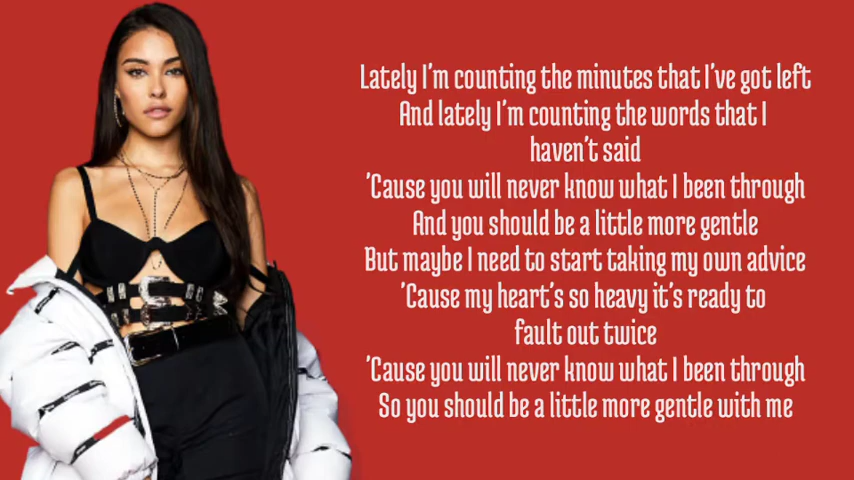 Lately I'm counting the minutes that I've got left
And lately I'm counting the words that I
haven't said
'Cause you will never know what I been through
And you should be a little more gentle
But maybe I need to start taking my own advice
'Cause my heart's so heavy it's ready to
fault out twice
'Cause you will never know what I been through
So you should be a little more gentle with me